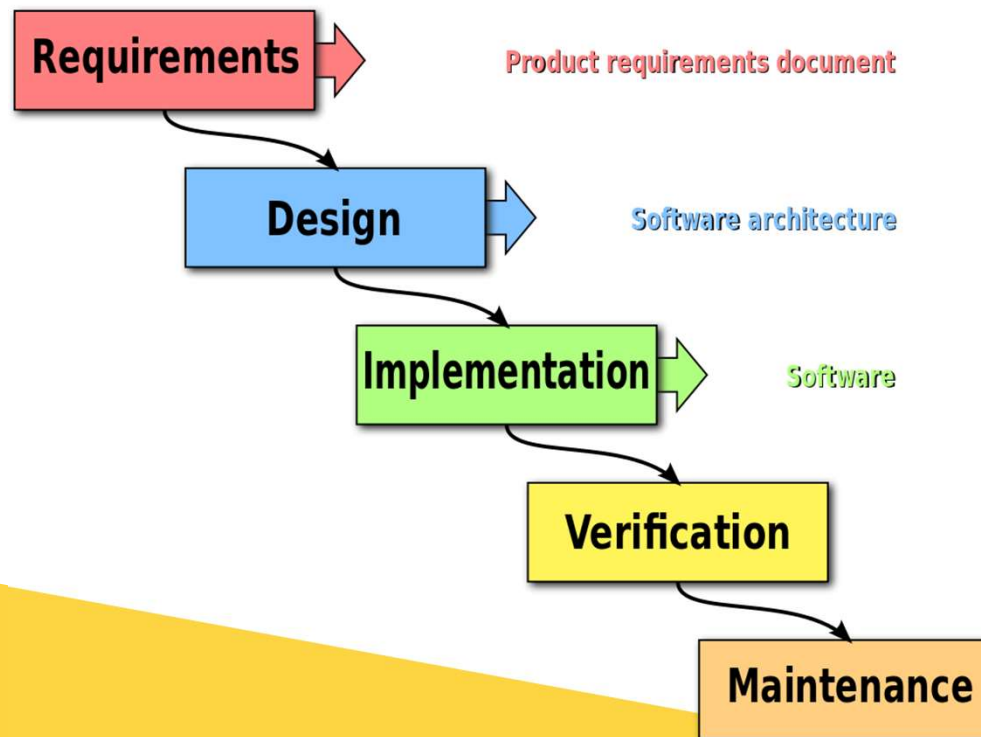 Requirements
Product requirements document
Design
Software architecture
Implementation
Software
Verification
Maintenance